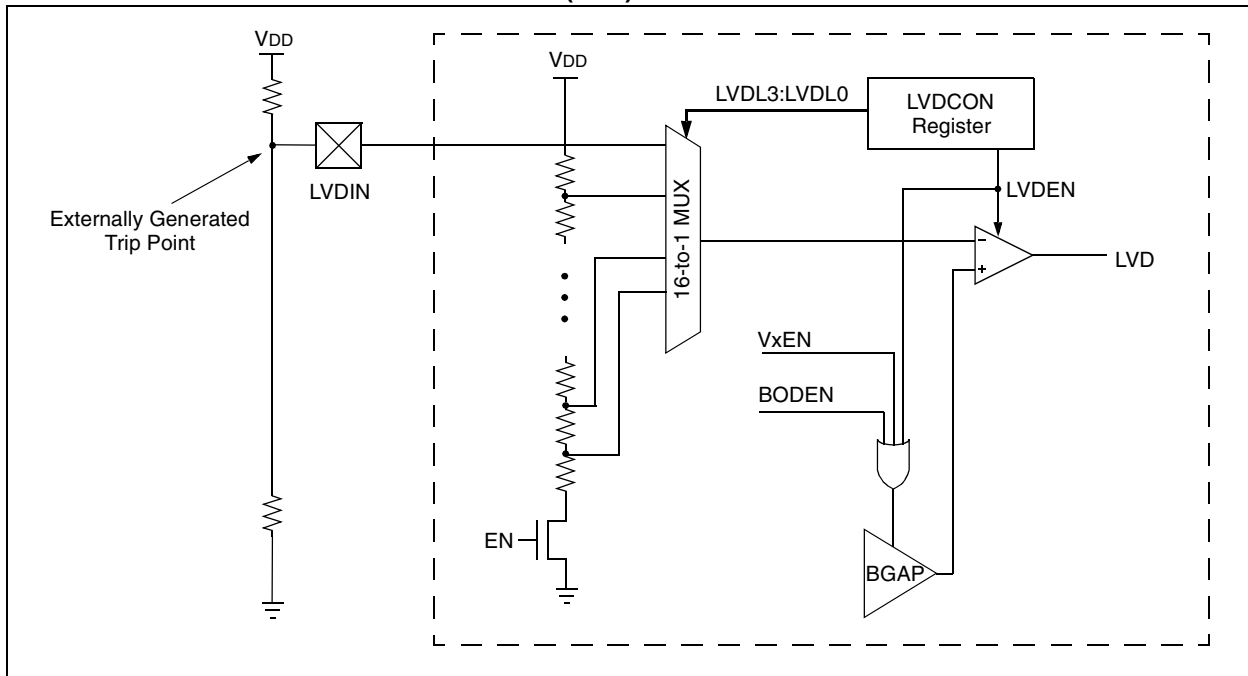 VDD
VDD
LVDL3:LVDL0
LVDCON
Register
LVDIN
Externally Generated
Trip Point
16-to-1 MUX
LVDEN
–
+
LVD
VxEN
BODEN
EN
BGAP